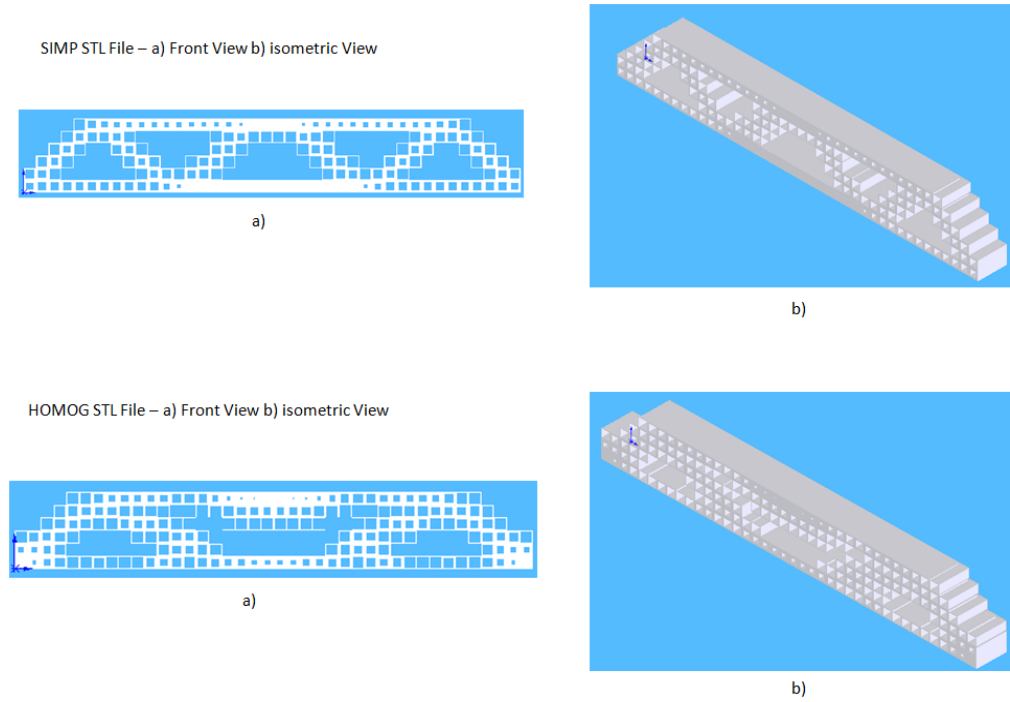 SIMP STL File – a) Front View b) isometric View
a)
b)
HOMOG STL File – a) Front View b) isometric View
a)
b)